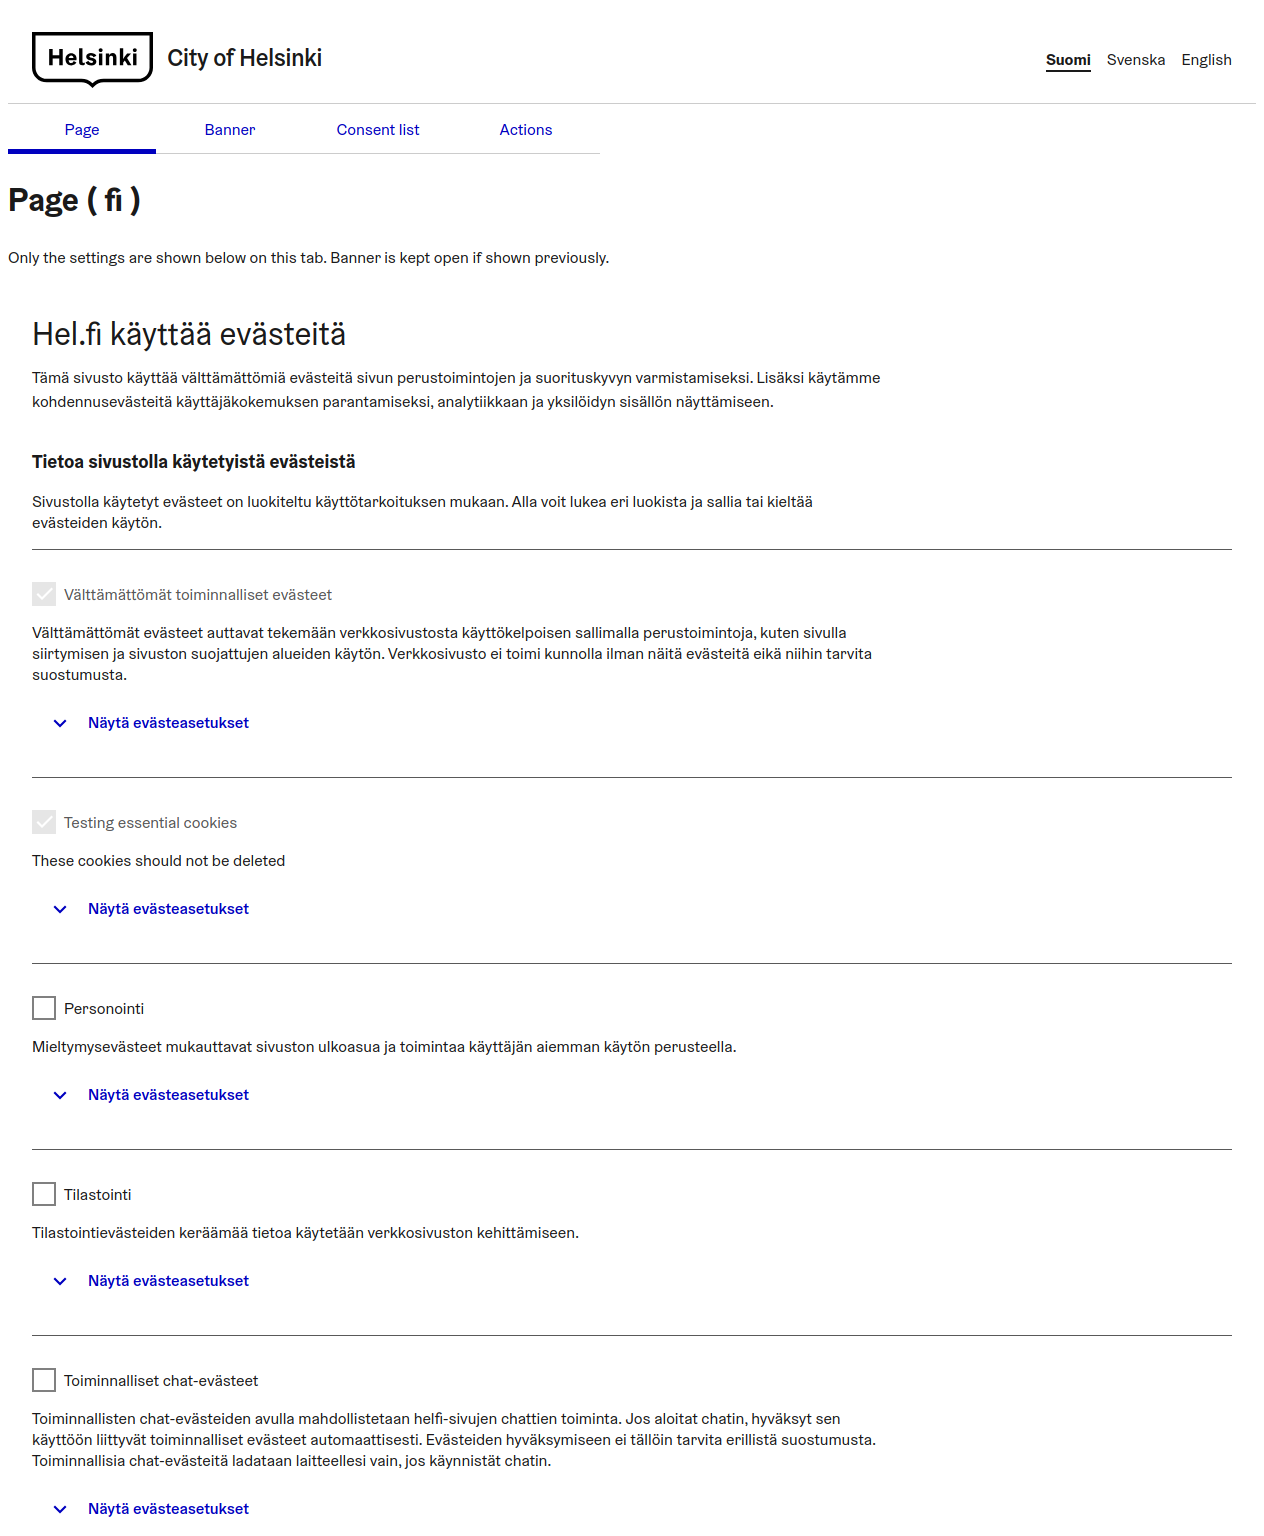 Helsinki City of Helsinki
Suomi Svenska English
Page Banner Consent list Actions
Page ( fi )
Only the settings are shown below on this tab. Banner is kept open if shown previously.
Hel.fi käyttää evästeitä
Tämä sivusto käyttää välttämättömiä evästeitä sivun perustoimintojen ja suorituskyvyn varmistamiseksi. Lisäksi käytämme
kohdennusevästeitä käyttäjäkokemuksen parantamiseksi, analytiikkaan ja yksilöidyn sisällön näyttämiseen.
Tietoa sivustolla käytetyistä evästeistä
Sivustolla käytetyt evästeet on luokiteltu käyttötarkoituksen mukaan. Alla voit lukea eri luokista ja sallia tai kieltää
evästeiden käytön.
Välttämättömät toiminnalliset evästeet
Välttämättömät evästeet auttavat tekemään verkkosivustosta käyttökelpoisen sallimalla perustoimintoja, kuten sivulla
siirtymisen ja sivuston suojattujen alueiden käytön. Verkkosivusto ei toimi kunnolla ilman näitä evästeitä eikä niihin tarvita
suostumusta.
Näytä evästeasetukset
Testing essential cookies
These cookies should not be deleted
Näytä evästeasetukset
Personointi
Mieltymysevästeet mukauttavat sivuston ulkoasua ja toimintaa käyttäjän aiemman käytön perusteella.
Näytä evästeasetukset
Tilastointi
Tilastointievästeiden keräämää tietoa käytetään verkkosivuston kehittämiseen.
Näytä evästeasetukset
Toiminnalliset chat-evästeet
Toiminnallisten chat-evästeiden avulla mahdollistetaan helfi-sivujen chattien toiminta. Jos aloitat chatin, hyväksyt sen
käyttöön liittyvät toiminnalliset evästeet automaattisesti. Evästeiden hyväksymiseen ei tällöin tarvita erillistä suostumusta.
Toiminnallisia chat-evästeitä ladataan laitteellesi vain, jos käynnistät chatin.
Näytä evästeasetukset